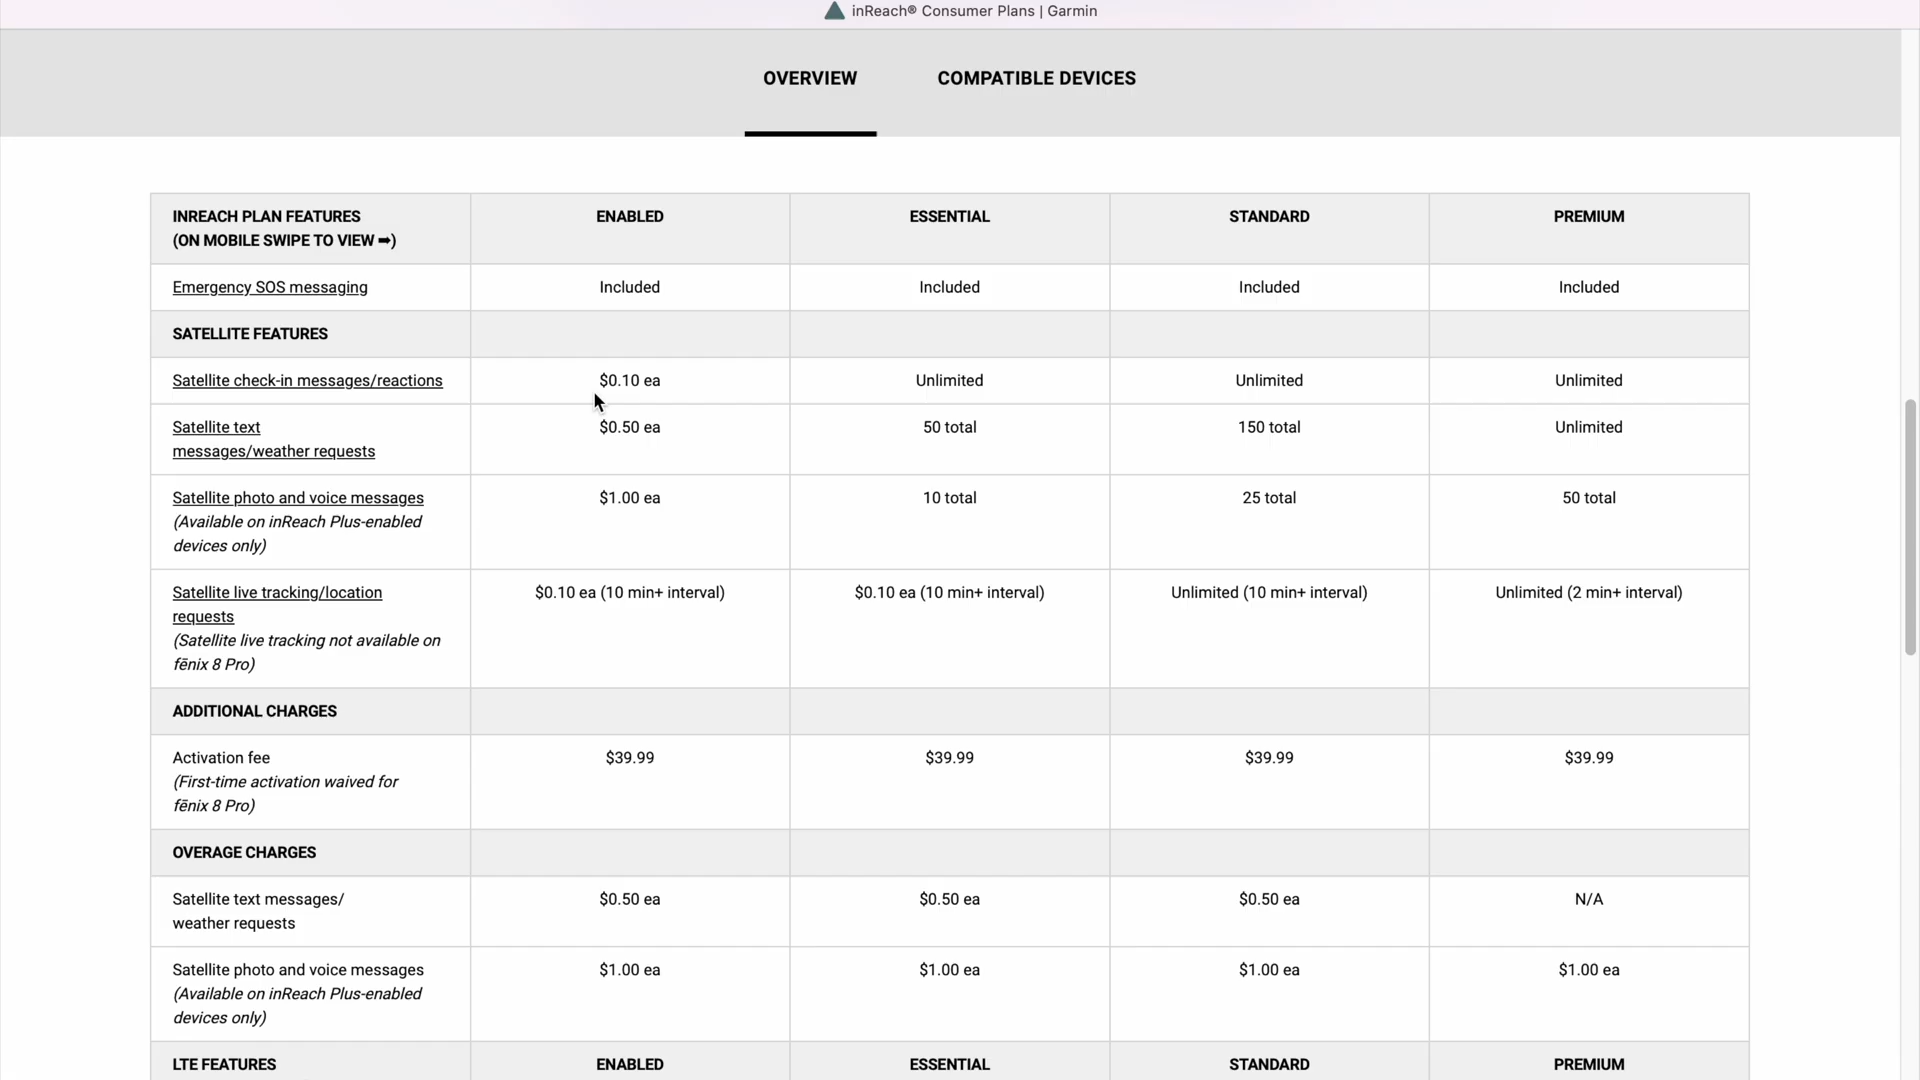 inReach® Consumer Plans | Garmin
OVERVIEW COMPATIBLE DEVICES
INREACH PLAN FEATURES
(ON MOBILE SWIPE TO VIEW ➡) ENABLED ESSENTIAL STANDARD PREMIUM
Emergency SOS messaging Included Included Included Included
SATELLITE FEATURES
Satellite check-in messages/reactions $0.10 ea Unlimited Unlimited Unlimited
Satellite text $0.50 ea 50 total 150 total Unlimited
messages/weather requests
Satellite photo and voice messages $1.00 ea 10 total 25 total 50 total
(Available on inReach Plus-enabled
devices only)
Satellite live tracking/location $0.10 ea (10 min+ interval) $0.10 ea (10 min+ interval) Unlimited (10 min+ interval) Unlimited (2 min+ interval)
requests
(Satellite live tracking not available on
fēnix 8 Pro)
ADDITIONAL CHARGES
Activation fee $39.99 $39.99 $39.99 $39.99
(First-time activation waived for
fēnix 8 Pro)
OVERAGE CHARGES
Satellite text messages/ $0.50 ea $0.50 ea $0.50 ea N/A
weather requests
Satellite photo and voice messages $1.00 ea $1.00 ea $1.00 ea $1.00 ea
(Available on inReach Plus-enabled
devices only)
LTE FEATURES ENABLED ESSENTIAL STANDARD PREMIUM